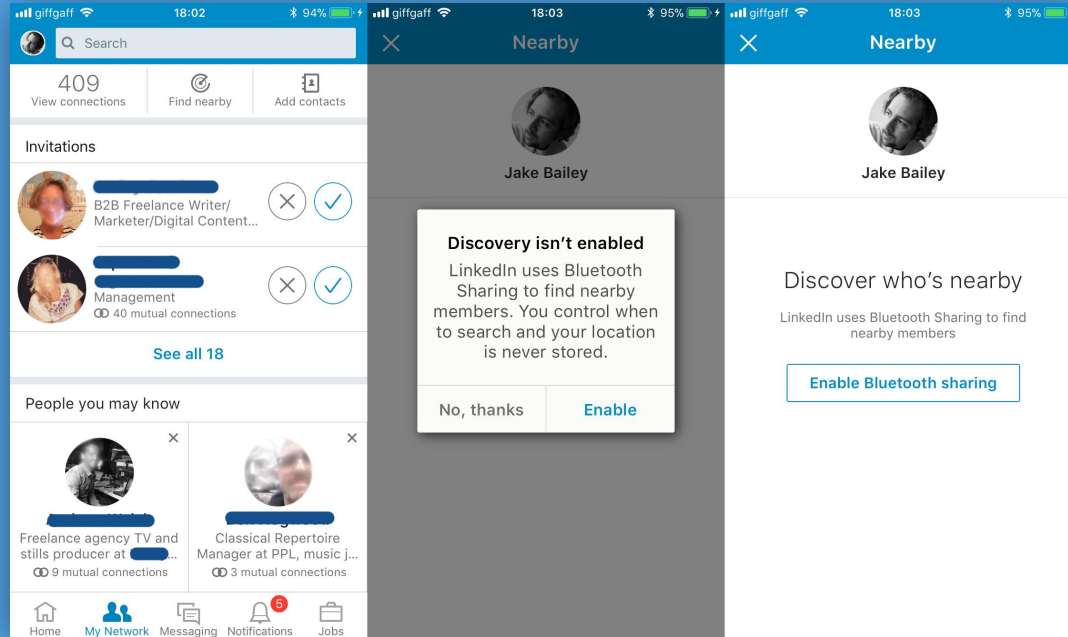 giffgaff 18:02 94%
Search
409
View connections
Find nearby
Add contacts
Invitations
B2B Freelance Writer/
Marketer/Digital Content...
Management
40 mutual connections
See all 18
People you may know
Freelance agency TV and
stills producer at ...
9 mutual connections
Classical Repertoire
Manager at PPL, music j...
3 mutual connections
5
Home
My Network
Messaging
Notifications
Jobs
giffgaff 18:03 95%
Nearby
Jake Bailey
Discovery isn't enabled
LinkedIn uses Bluetooth
Sharing to find nearby
members. You control when
to search and your location
is never stored.
No, thanks
Enable
giffgaff 18:03 95%
Nearby
Jake Bailey
Discover who's nearby
LinkedIn uses Bluetooth Sharing to find
nearby members
Enable Bluetooth sharing